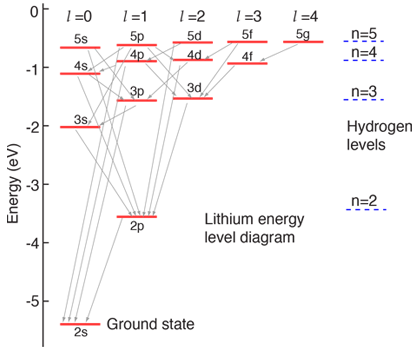 l=0 l=1 l=2 l=3 l=4
0
5s 5p 5d 5f 5g n=5
4s 4p 4d 4f n=4
-1
3s 3p 3d n=3
-2
Hydrogen
levels
-3
Energy (eV)
n=2
2p
Lithium energy
level diagram
-4
-5
Ground state
2s